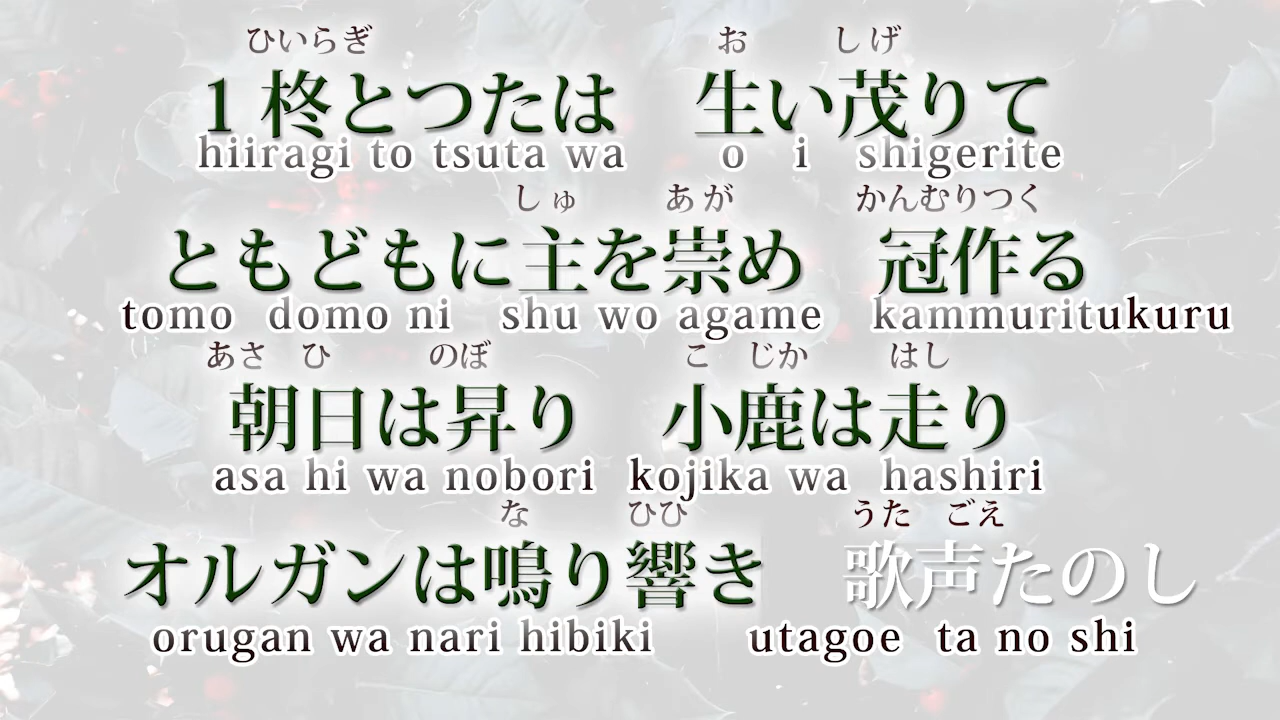 ひいらぎ お しげ
1 柊とつたは 生い茂りて
hiiragi to tsuta wa o i shigerite
しゅ あが かんむりつく
ともどもに主を崇め 冠作る
tomo domo ni shu wo agame kammuritukuru
あさ ひ のぼ こ じか はし
朝日は昇り 小鹿は走り
asa hi wa nobori kojika wa hashiri
な ひび うた ごえ
オルガンは鳴り響き 歌声たのし
orugan wa nari hibiki utagoe ta no shi